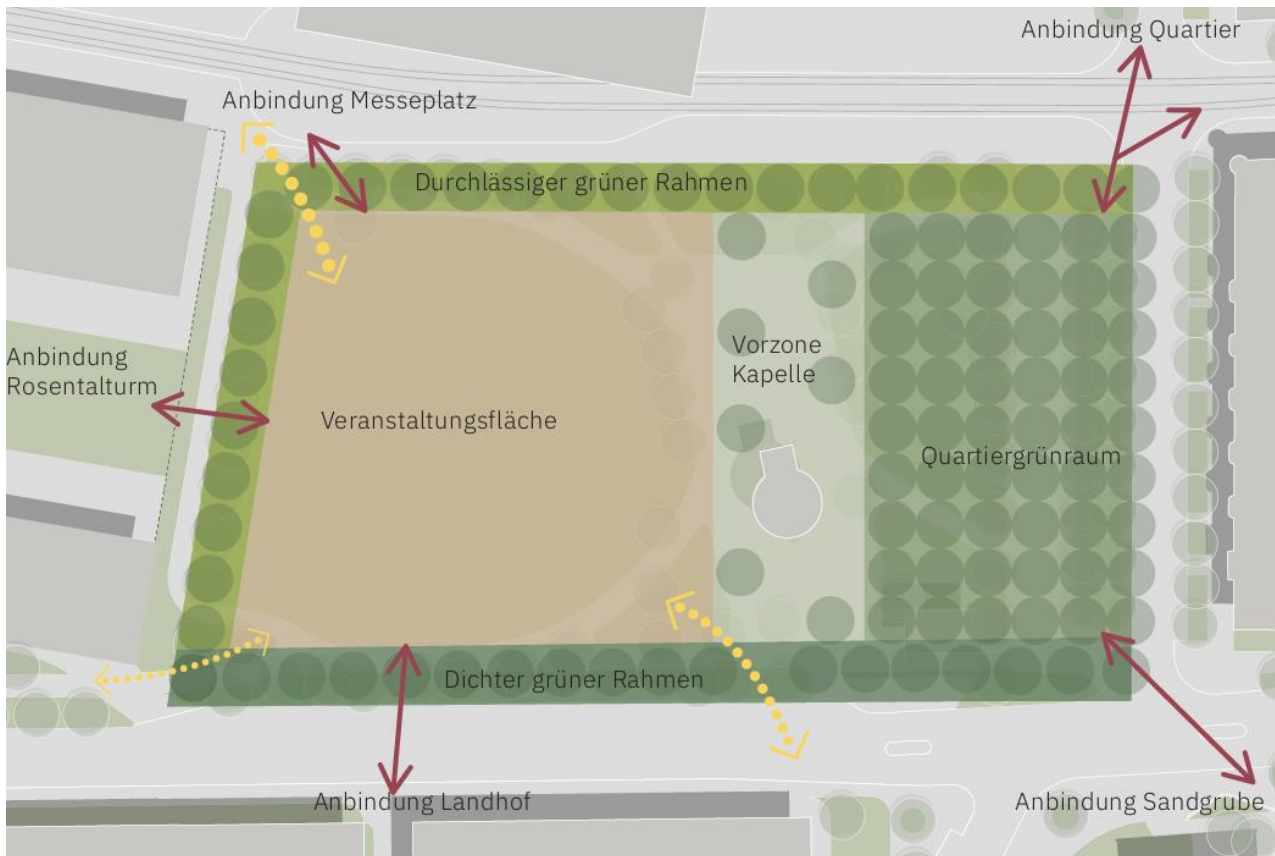 Anbindung Quartier
Anbindung Messeplatz
Durchlässiger grüner Rahmen
Anbindung
Rosentalturm
Vorzone
Kapelle
Veranstaltungsfläche
Quartiergrünraum
Dichter grüner Rahmen
Anbindung Landhof
Anbindung Sandgrube